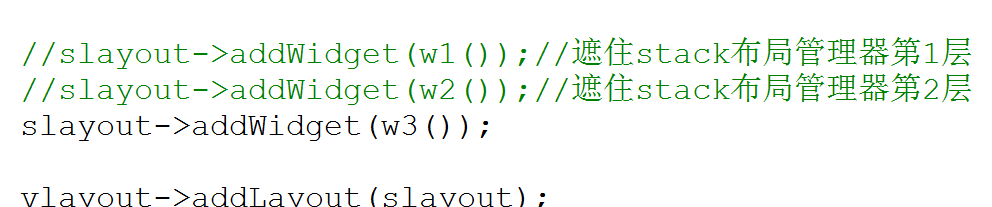 //slayout->addWidget(w1());//遮住stack布局管理器第1层
//slayout->addWidget(w2());//遮住stack布局管理器第2层
slayout->addWidget(w3());
vlayout->addLayout(slayout);